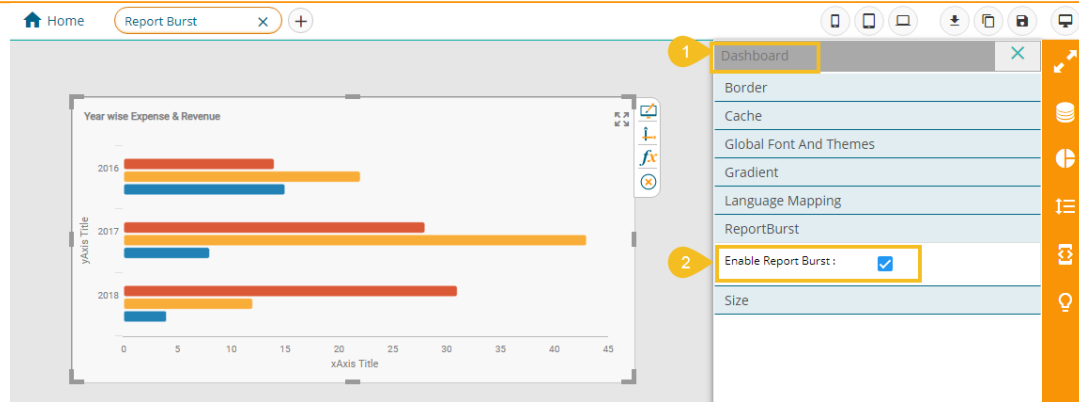 Home
Report Burst
1
Dashboard
Border
Cache
Global Font And Themes
Gradient
Language Mapping
ReportBurst
2
Enable Report Burst :
Size
Year wise Expense & Revenue
fx
yAxis Title
2016
2017
2018
0 5 10 15 20 25 30 35 40 45
xAxis Title